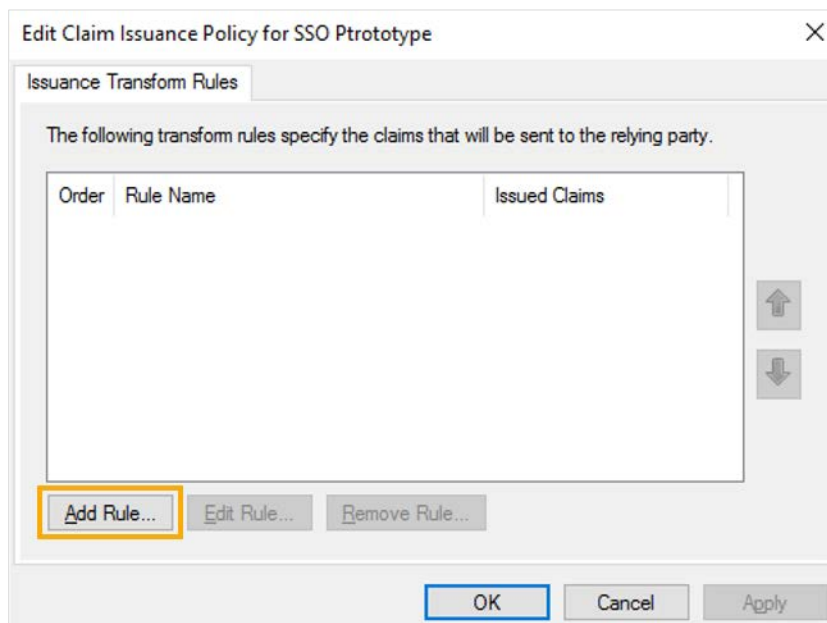 Edit Claim Issuance Policy for SSO Ptrototype
Issuance Transform Rules
The following transform rules specify the claims that will be sent to the relying party.
Order Rule Name Issued Claims
Add Rule... Edit Rule... Remove Rule...
OK Cancel Apply